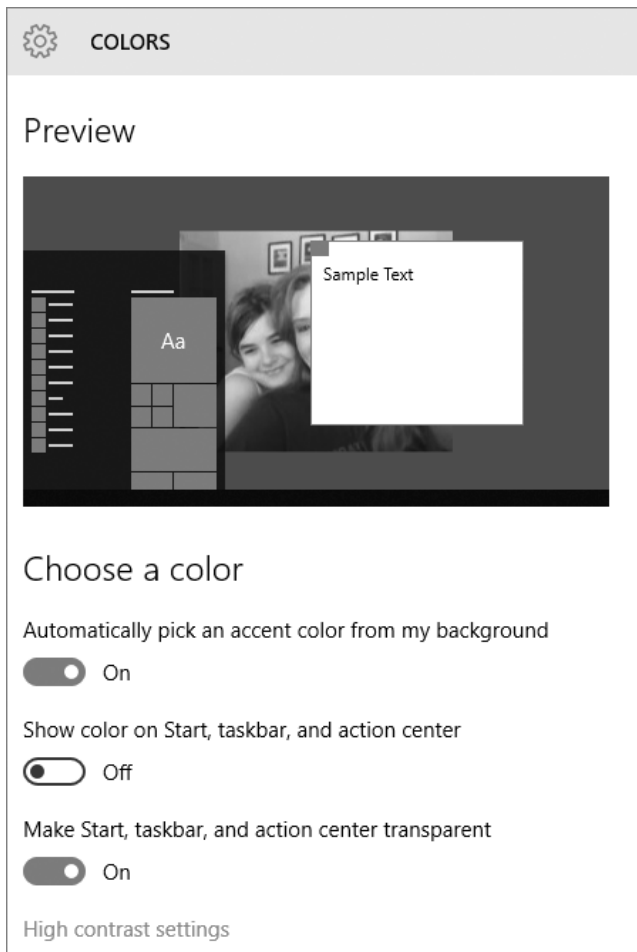 COLORS
Preview
Sample Text
Aa
Choose a color
Automatically pick an accent color from my background
On
Show color on Start, taskbar, and action center
Off
Make Start, taskbar, and action center transparent
On
High contrast settings